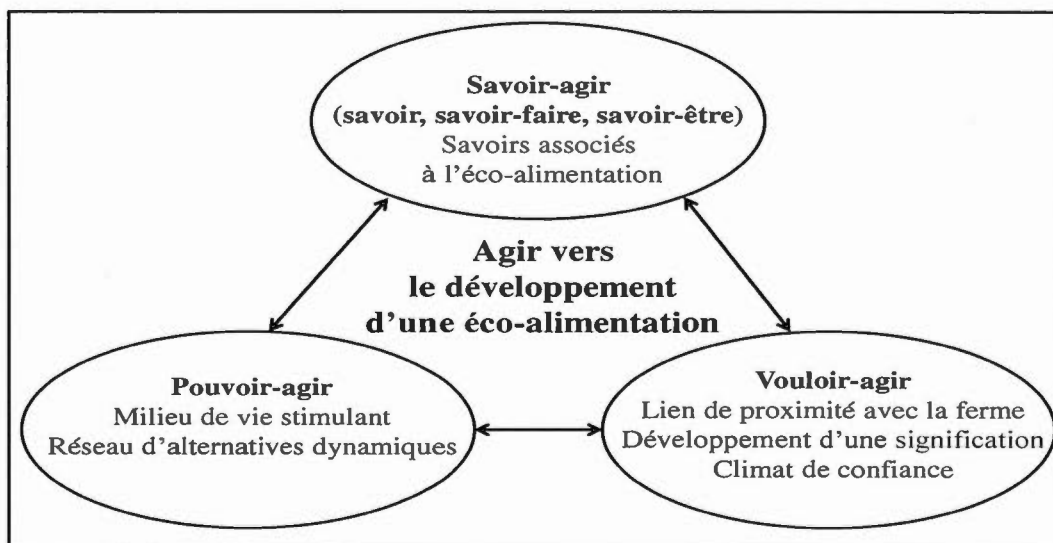 Savoir-agir
(savoir, savoir-faire, savoir-être)
Savoirs associés
à l'éco-alimentation
Agir vers
le développement
d'une éco-alimentation
Pouvoir-agir
Milieu de vie stimulant
Réseau d'alternatives dynamiques
Vouloir-agir
Lien de proximité avec la ferme
Développement d'une signification
Climat de confiance